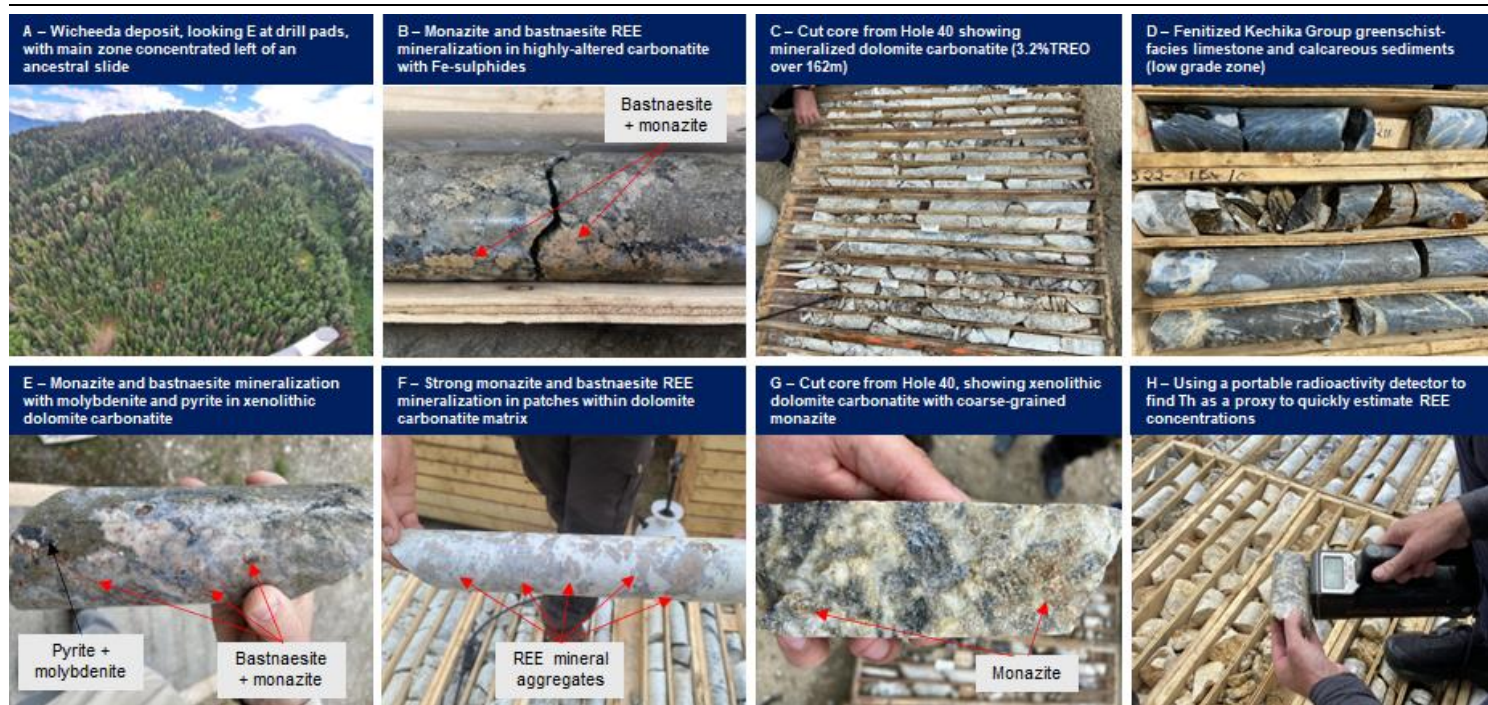 A – Wicheeda deposit, looking E at drill pads,
with main zone concentrated left of an
ancestral slide
B – Monazite and bastnaesite REE
mineralization in highly-altered carbonatite
with Fe-sulphides
C – Cut core from Hole 40 showing
mineralized dolomite carbonatite (3.2%TREO
over 162m)
D – Fenitized Kechika Group greenschist-
facies limestone and calcareous sediments
(low grade zone)
Bastnaesite
+ monazite
E – Monazite and bastnaesite mineralization
with molybdenite and pyrite in xenolithic
dolomite carbonatite
F – Strong monazite and bastnaesite REE
mineralization in patches within dolomite
carbonatite matrix
G – Cut core from Hole 40, showing xenolithic
dolomite carbonatite with coarse-grained
monazite
H – Using a portable radioactivity detector to
find Th as a proxy to quickly estimate REE
concentrations
Pyrite +
molybdenite
Bastnaesite
+ monazite
REE mineral
aggregates
Monazite